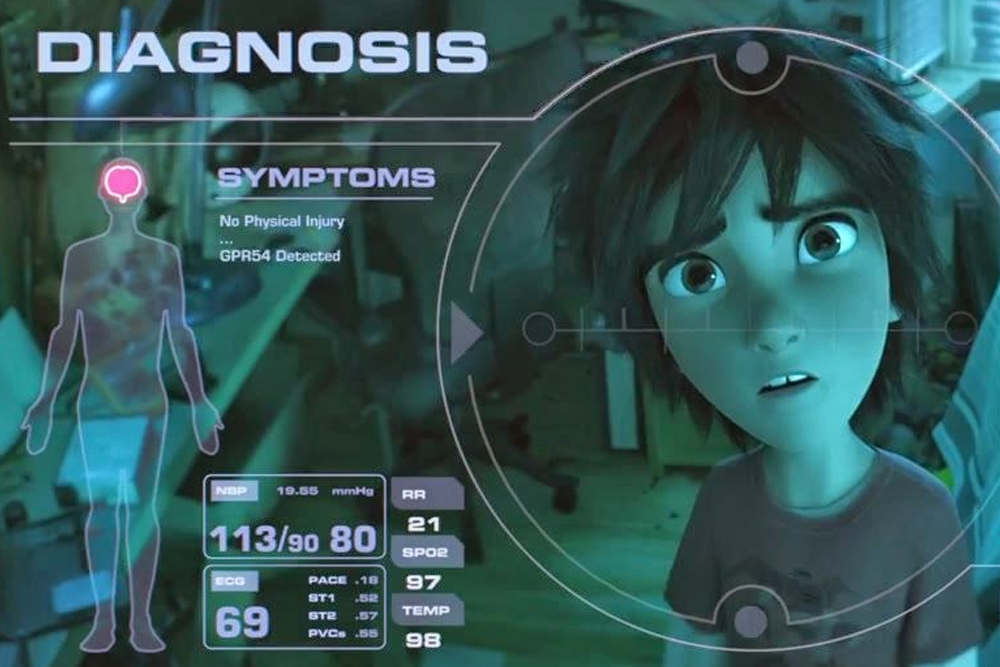 DIAGNOSIS
SYMPTOMS
No Physical Injury
...
GPR54 Detected
NBP 19.55 mmHg
113/90 80
ECG
69
PACE .18
ST1 .52
ST2 .57
PVCs .55
RR
21
SPO2
97
TEMP
98